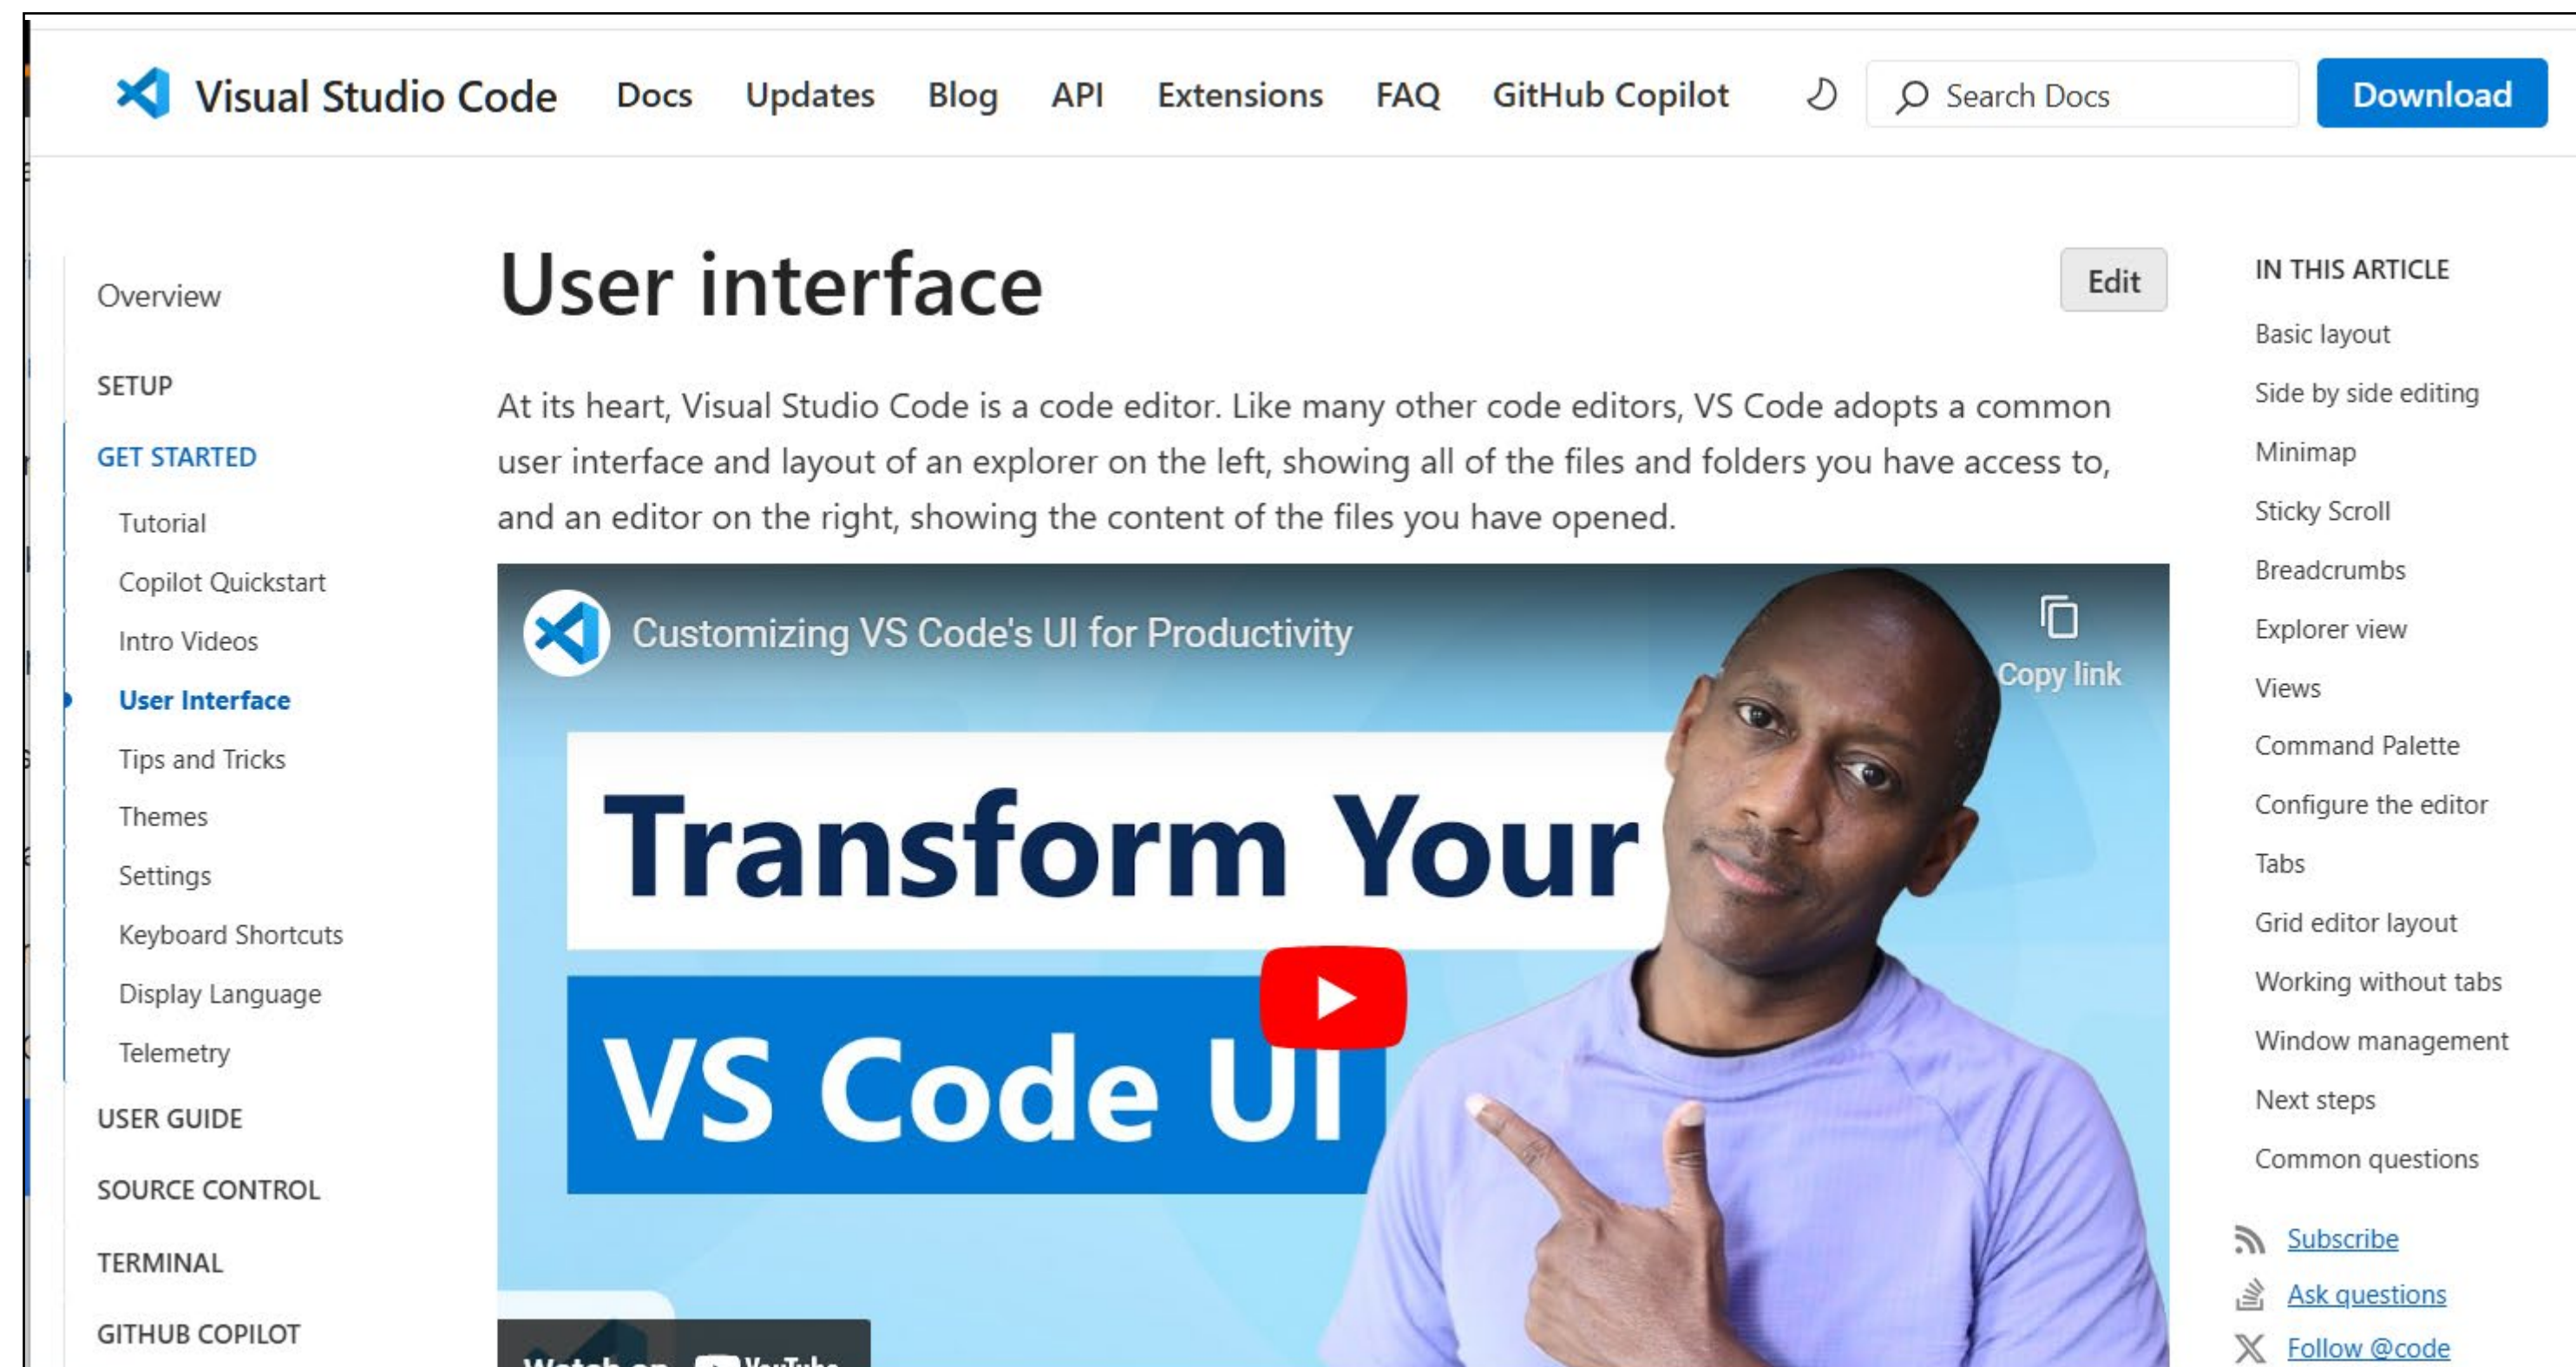 Visual Studio Code Docs Updates Blog API Extensions FAQ GitHub Copilot Search Docs Download
Overview
SETUP
GET STARTED
Tutorial
Copilot Quickstart
Intro Videos
User Interface
Tips and Tricks
Themes
Settings
Keyboard Shortcuts
Display Language
Telemetry
USER GUIDE
SOURCE CONTROL
TERMINAL
GITHUB COPILOT
User interface
Edit
At its heart, Visual Studio Code is a code editor. Like many other code editors, VS Code adopts a common
user interface and layout of an explorer on the left, showing all of the files and folders you have access to,
and an editor on the right, showing the content of the files you have opened.
Customizing VS Code's UI for Productivity
Copy link
Transform Your
VS Code UI
Watch on YouTube
IN THIS ARTICLE
Basic layout
Side by side editing
Minimap
Sticky Scroll
Breadcrumbs
Explorer view
Views
Command Palette
Configure the editor
Tabs
Grid editor layout
Working without tabs
Window management
Next steps
Common questions
Subscribe
Ask questions
Follow @code